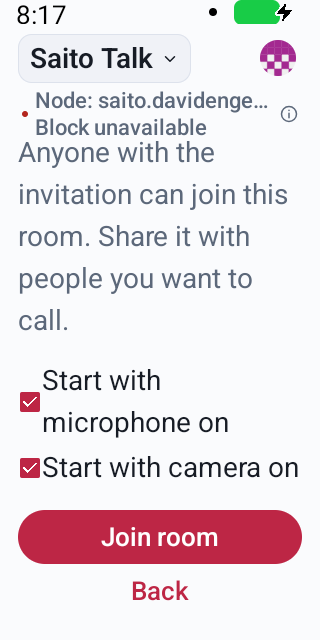 8:17
Saito Talk
Node: saito.davidenge…
Block unavailable
Anyone with the
invitation can join this
room. Share it with
people you want to
call.
Start with
microphone on
Start with camera on
Join room
Back